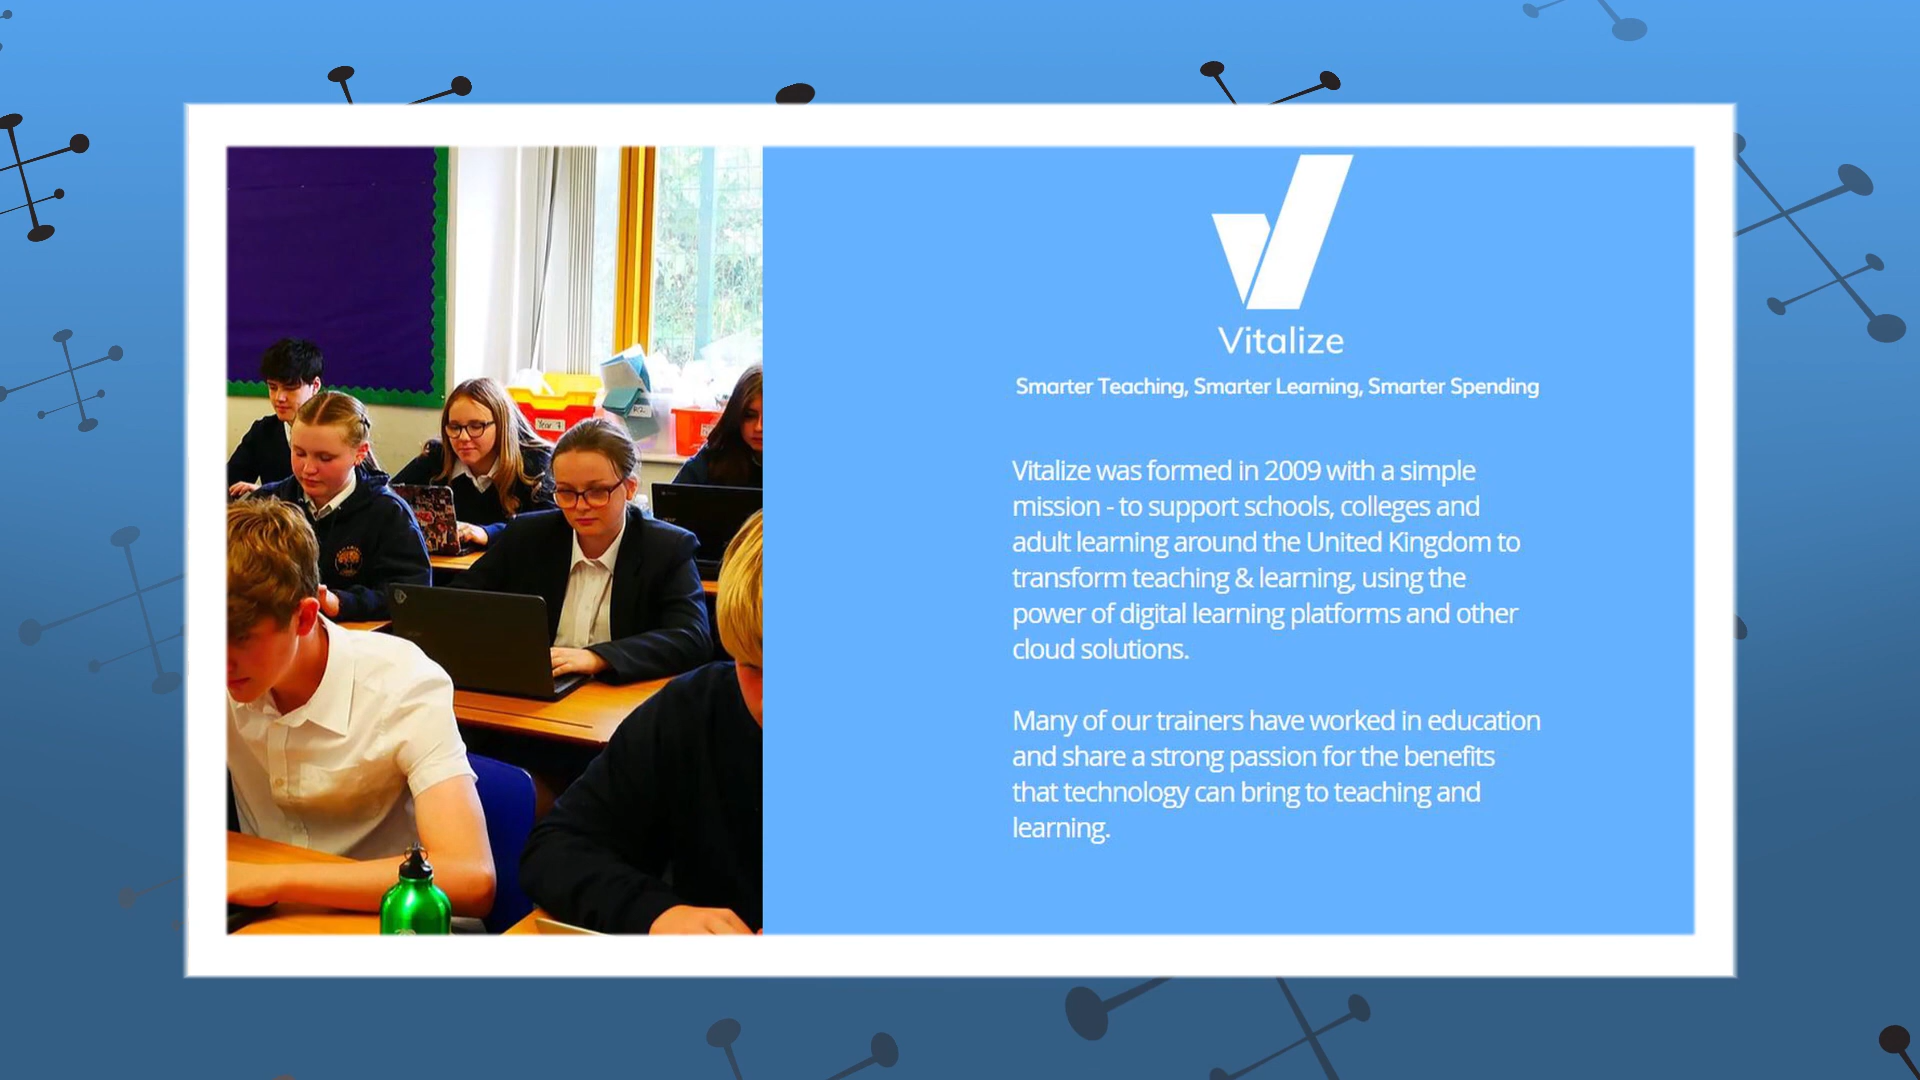 Vitalize
Smarter Teaching, Smarter Learning, Smarter Spending
Vitalize was formed in 2009 with a simple
mission - to support schools, colleges and
adult learning around the United Kingdom to
transform teaching & learning, using the
power of digital learning platforms and other
cloud solutions.
Many of our trainers have worked in education
and share a strong passion for the benefits
that technology can bring to teaching and
learning.
Year 7